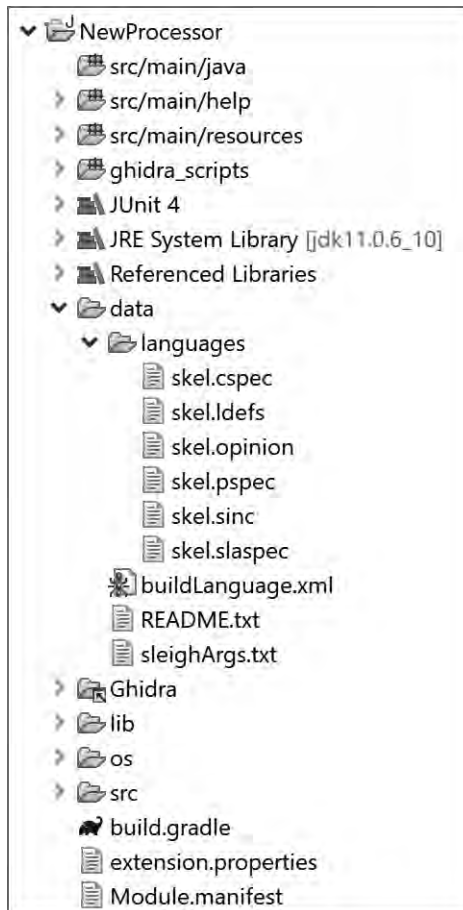 NewProcessor
src/main/java
src/main/help
src/main/resources
ghidra_scripts
JUnit 4
JRE System Library [jdk11.0.6_10]
Referenced Libraries
data
languages
skel.cspec
skel.ldefs
skel.opinion
skel.pspec
skel.sinc
skel.slaspec
buildLanguage.xml
README.txt
sleighArgs.txt
Ghidra
lib
os
src
build.gradle
extension.properties
Module.manifest